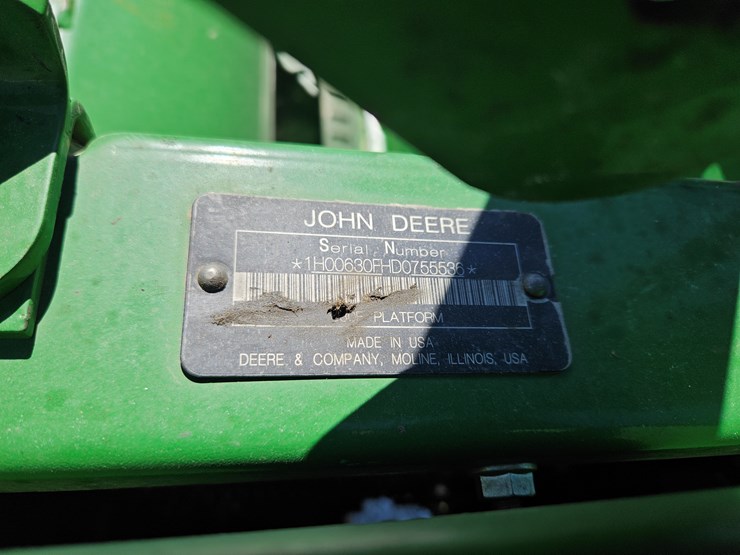 JOHN DEERE
Serial Number
*1H00630FHD0755536*
PLATFORM
MADE IN USA
DEERE & COMPANY, MOLINE, ILLINOIS, USA